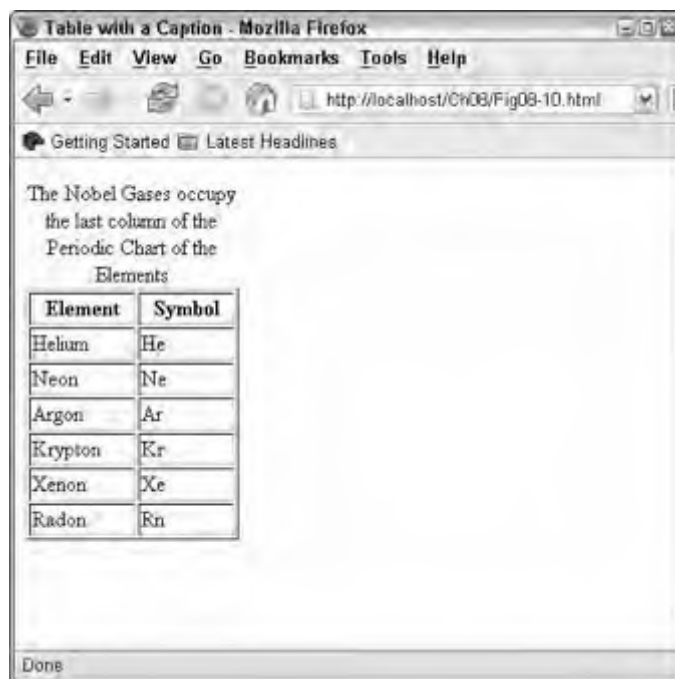 Table with a Caption - Mozilla Firefox
File Edit View Go Bookmarks Tools Help
http://localhost/Ch08/Fig08-10.html
Getting Started Latest Headlines
The Nobel Gases occupy
the last column of the
Periodic Chart of the
Elements
Element Symbol
Helium He
Neon Ne
Argon Ar
Krypton Kr
Xenon Xe
Radon Rn
Done